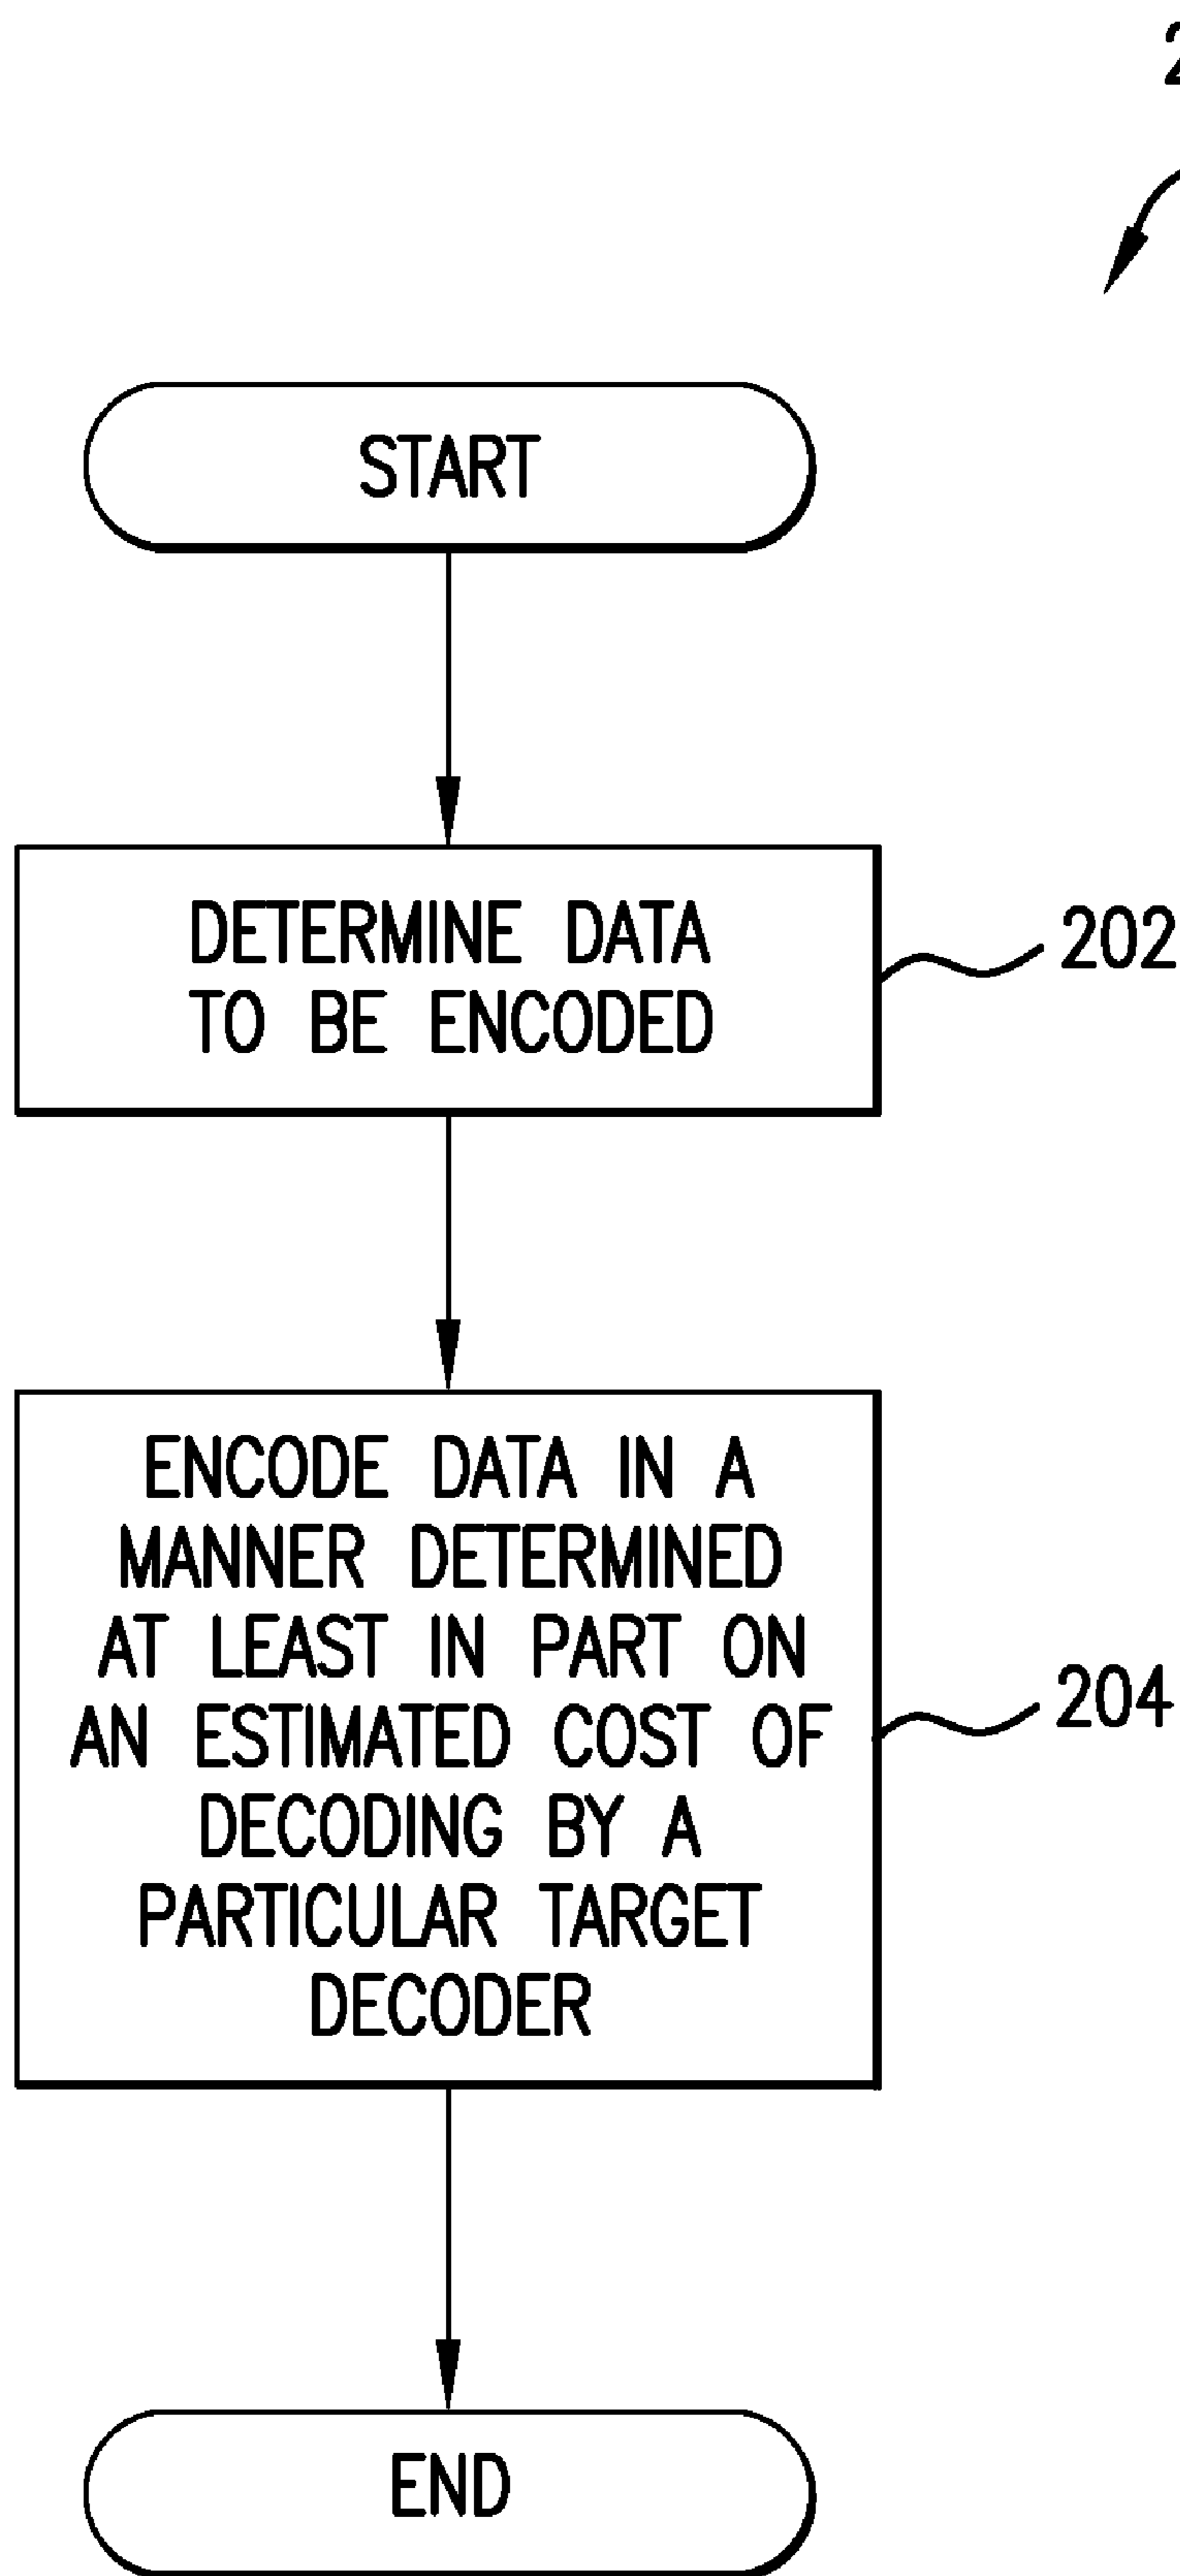 START
DETERMINE DATA
TO BE ENCODED
202
ENCODE DATA IN A
MANNER DETERMINED
AT LEAST IN PART ON
AN ESTIMATED COST OF
DECODING BY A
PARTICULAR TARGET
DECODER
204
END